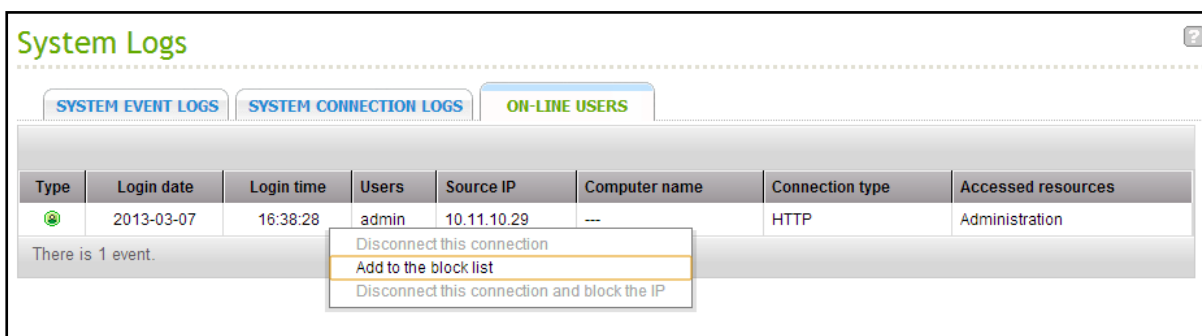 System Logs
?
SYSTEM EVENT LOGS SYSTEM CONNECTION LOGS ON-LINE USERS
Type Login date Login time Users Source IP Computer name Connection type Accessed resources
2013-03-07 16:38:28 admin 10.11.10.29 --- HTTP Administration
There is 1 event.
Disconnect this connection
Add to the block list
Disconnect this connection and block the IP